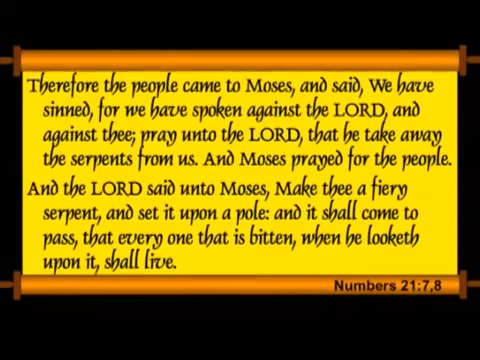 Therefore the people came to Moses, and said, We have
sinned, for we have spoken against the LORD, and
against thee; pray unto the LORD, that he take away
the serpents from us. And Moses prayed for the people.
And the LORD said unto Moses, Make thee a fiery
serpent, and set it upon a pole: and it shall come to
pass, that every one that is bitten, when he looketh
upon it, shall live.
Numbers 21:7,8